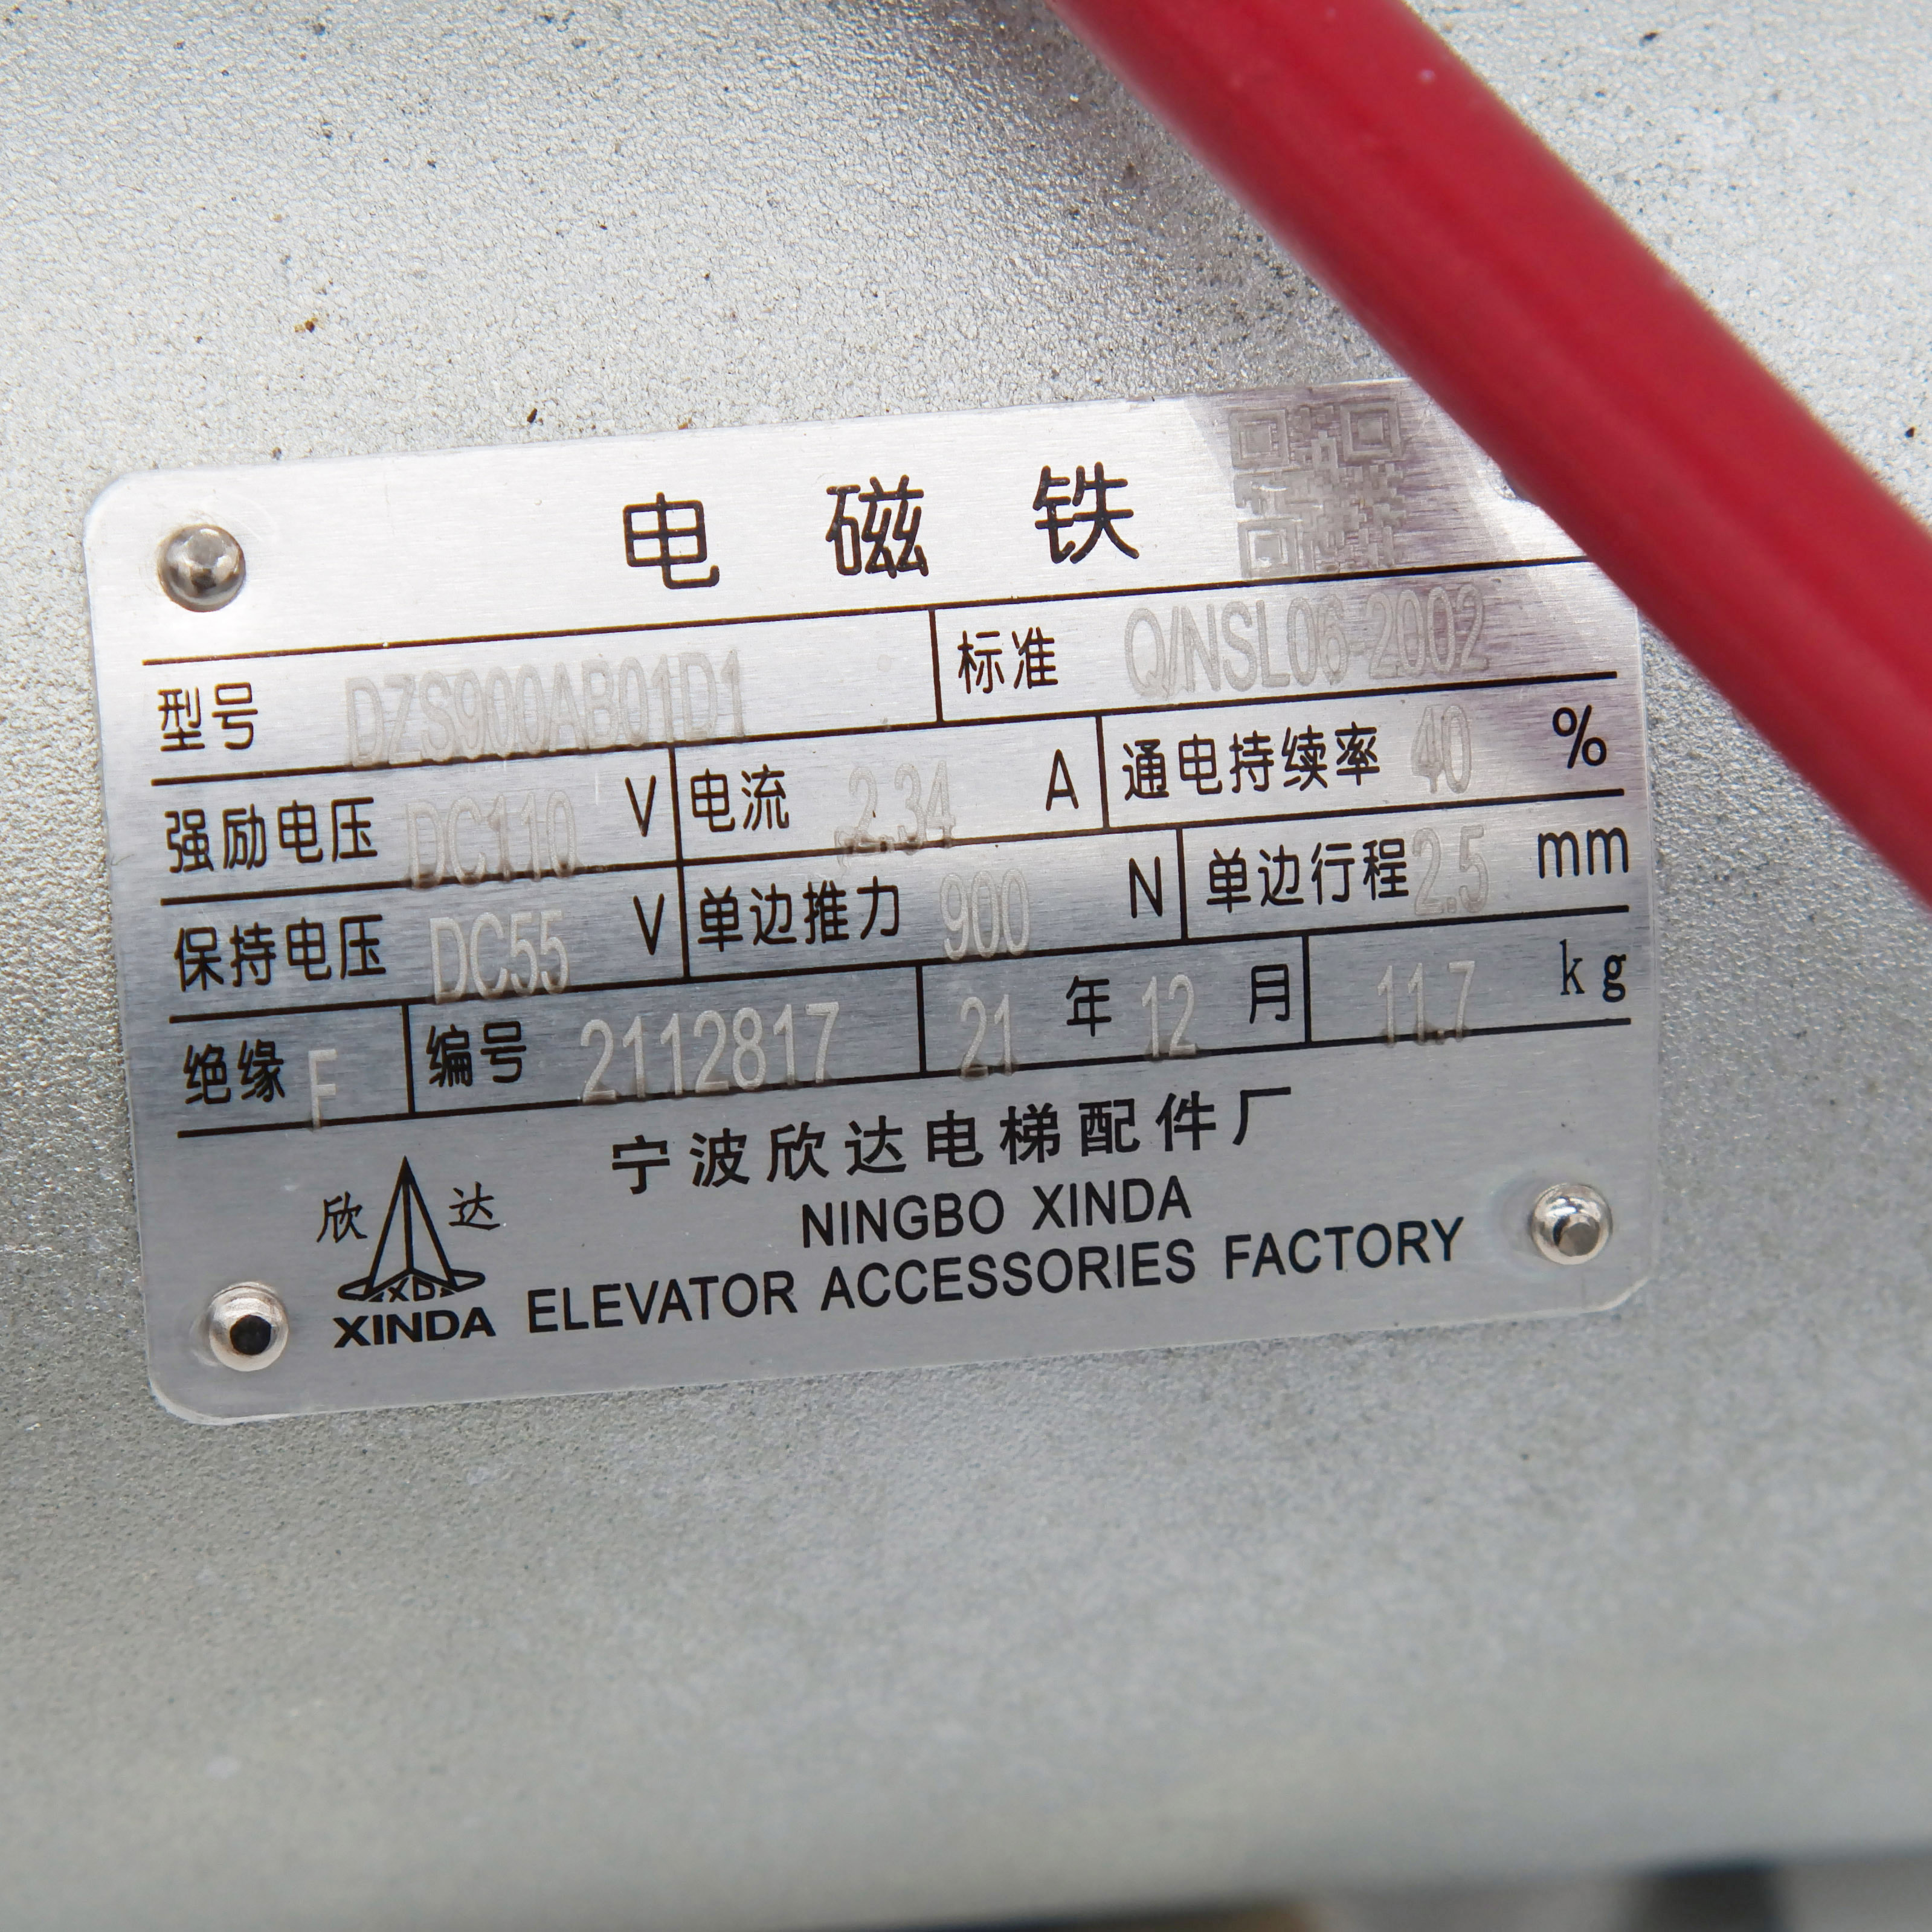 电磁铁
型号 DZS900AB01D1 标准 Q/NSL06-2002
强励电压 DC110 V 电流 2.34 A 通电持续率 40 %
保持电压 DC55 V 单边推力 900 N 单边行程 2.5 mm
绝缘 F 编号 2112817 21 年 12 月 11.7 kg
宁波欣达电梯配件厂
NINGBO XINDA
ELEVATOR ACCESSORIES FACTORY
欣达
XD
XINDA